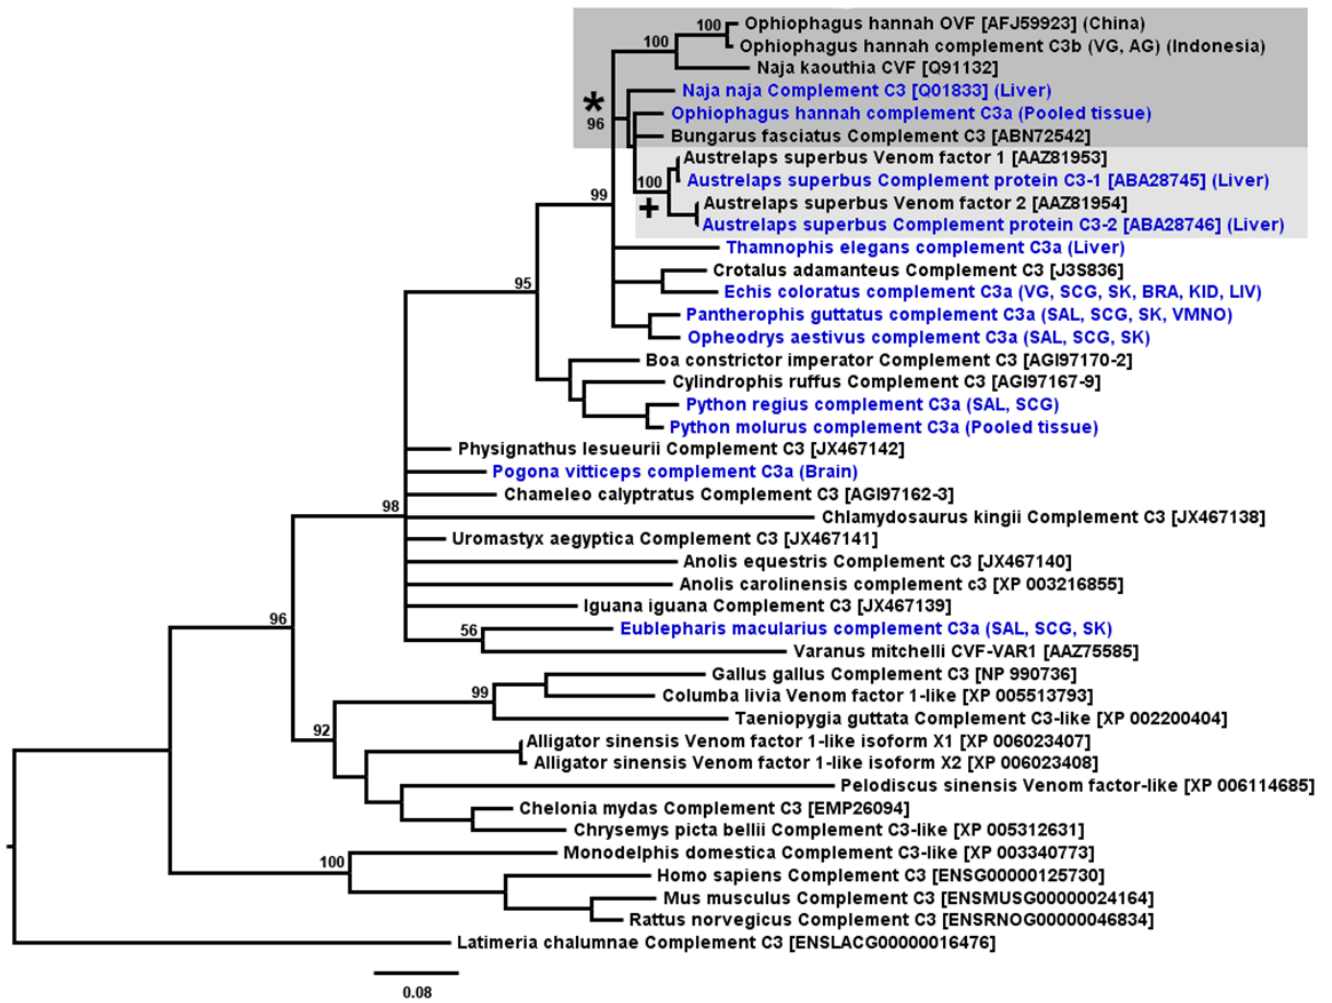 100 Ophiophagus hannah OVF [AFJ59923] (China)
100 Ophiophagus hannah complement C3b (VG, AG) (Indonesia)
Naja kaouthia CVF [Q91132]
Naja naja Complement C3 [Q01833] (Liver)
* Ophiophagus hannah complement C3a (Pooled tissue)
96 Bungarus fasciatus Complement C3 [ABN72542]
Austrelaps superbus Venom factor 1 [AAZ81953]
100 Austrelaps superbus Complement protein C3-1 [ABA28745] (Liver)
+ Austrelaps superbus Venom factor 2 [AAZ81954]
99 Austrelaps superbus Complement protein C3-2 [ABA28746] (Liver)
Thamnophis elegans complement C3a (Liver)
Crotalus adamanteus Complement C3 [J3S836]
95 Echis coloratus complement C3a (VG, SCG, SK, BRA, KID, LIV)
Pantherophis guttatus complement C3a (SAL, SCG, SK, VMNO)
Opheodrys aestivus complement C3a (SAL, SCG, SK)
Boa constrictor imperator Complement C3 [AGI97170-2]
Cylindrophis ruffus Complement C3 [AGI97167-9]
Python regius complement C3a (SAL, SCG)
Python molurus complement C3a (Pooled tissue)
Physignathus lesueurii Complement C3 [JX467142]
Pogona vitticeps complement C3a (Brain)
Chameleo calyptratus Complement C3 [AGI97162-3]
98 Chlamydosaurus kingii Complement C3 [JX467138]
Uromastyx aegyptica Complement C3 [JX467141]
Anolis equestris Complement C3 [JX467140]
Anolis carolinensis complement c3 [XP 003216855]
Iguana iguana Complement C3 [JX467139]
96 56 Eublepharis macularius complement C3a (SAL, SCG, SK)
Varanus mitchelli CVF-VAR1 [AAZ75585]
Gallus gallus Complement C3 [NP 990736]
99 Columba livia Venom factor 1-like [XP 005513793]
Taeniopygia guttata Complement C3-like [XP 002200404]
92 Alligator sinensis Venom factor 1-like isoform X1 [XP 006023407]
Alligator sinensis Venom factor 1-like isoform X2 [XP 006023408]
Pelodiscus sinensis Venom factor-like [XP 006114685]
Chelonia mydas Complement C3 [EMP26094]
Chrysemys picta bellii Complement C3-like [XP 005312631]
100 Monodelphis domestica Complement C3-like [XP 003340773]
Homo sapiens Complement C3 [ENSG00000125730]
Mus musculus Complement C3 [ENSMUSG00000024164]
Rattus norvegicus Complement C3 [ENSRNOG00000046834]
Latimeria chalumnae Complement C3 [ENSLACG00000016476]
0.08